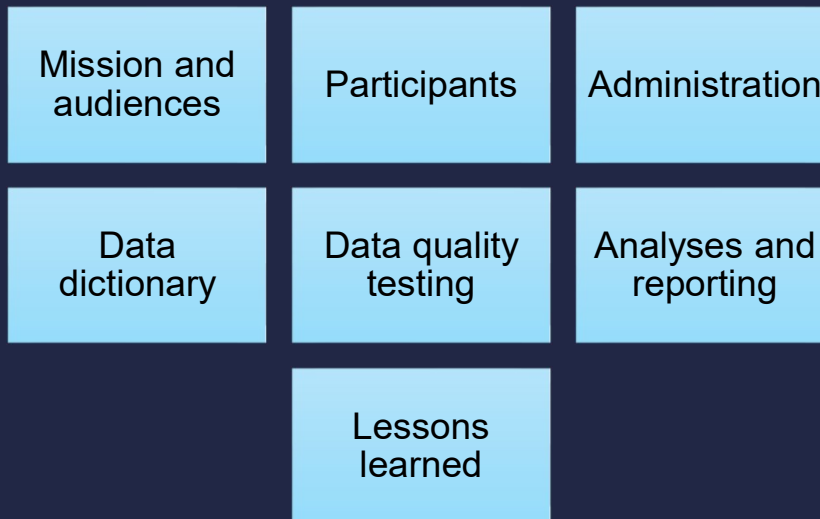 Mission and
audiences
Participants
Administration
Data
dictionary
Data quality
testing
Analyses and
reporting
Lessons
learned